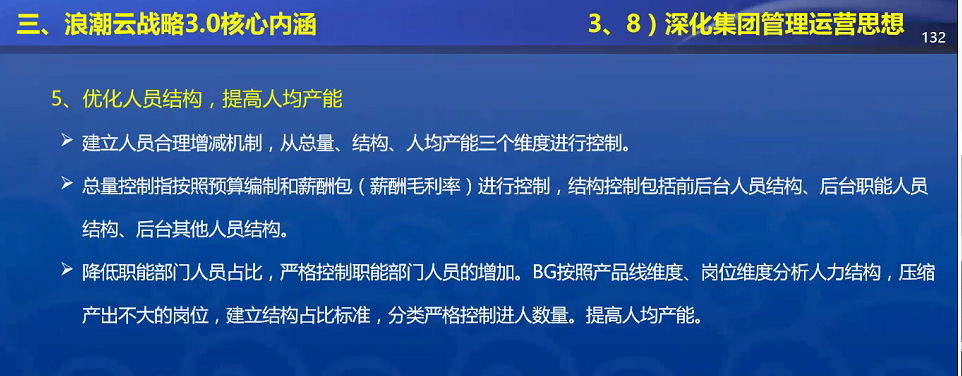 三、浪潮云战略3.0核心内涵
3、8）深化集团管理运营思想
132
5、优化人员结构，提高人均产能
建立人员合理增减机制，从总量、结构、人均产能三个维度进行控制。
总量控制指按照预算编制和薪酬包（薪酬毛利率）进行控制，结构控制包括前后台人员结构、后台职能人员
结构、后台其他人员结构。
降低职能部门人员占比，严格控制职能部门人员的增加。BG按照产品线维度、岗位维度分析人力结构，压缩
产出不大的岗位，建立结构占比标准，分类严格控制进人数量。提高人均产能。